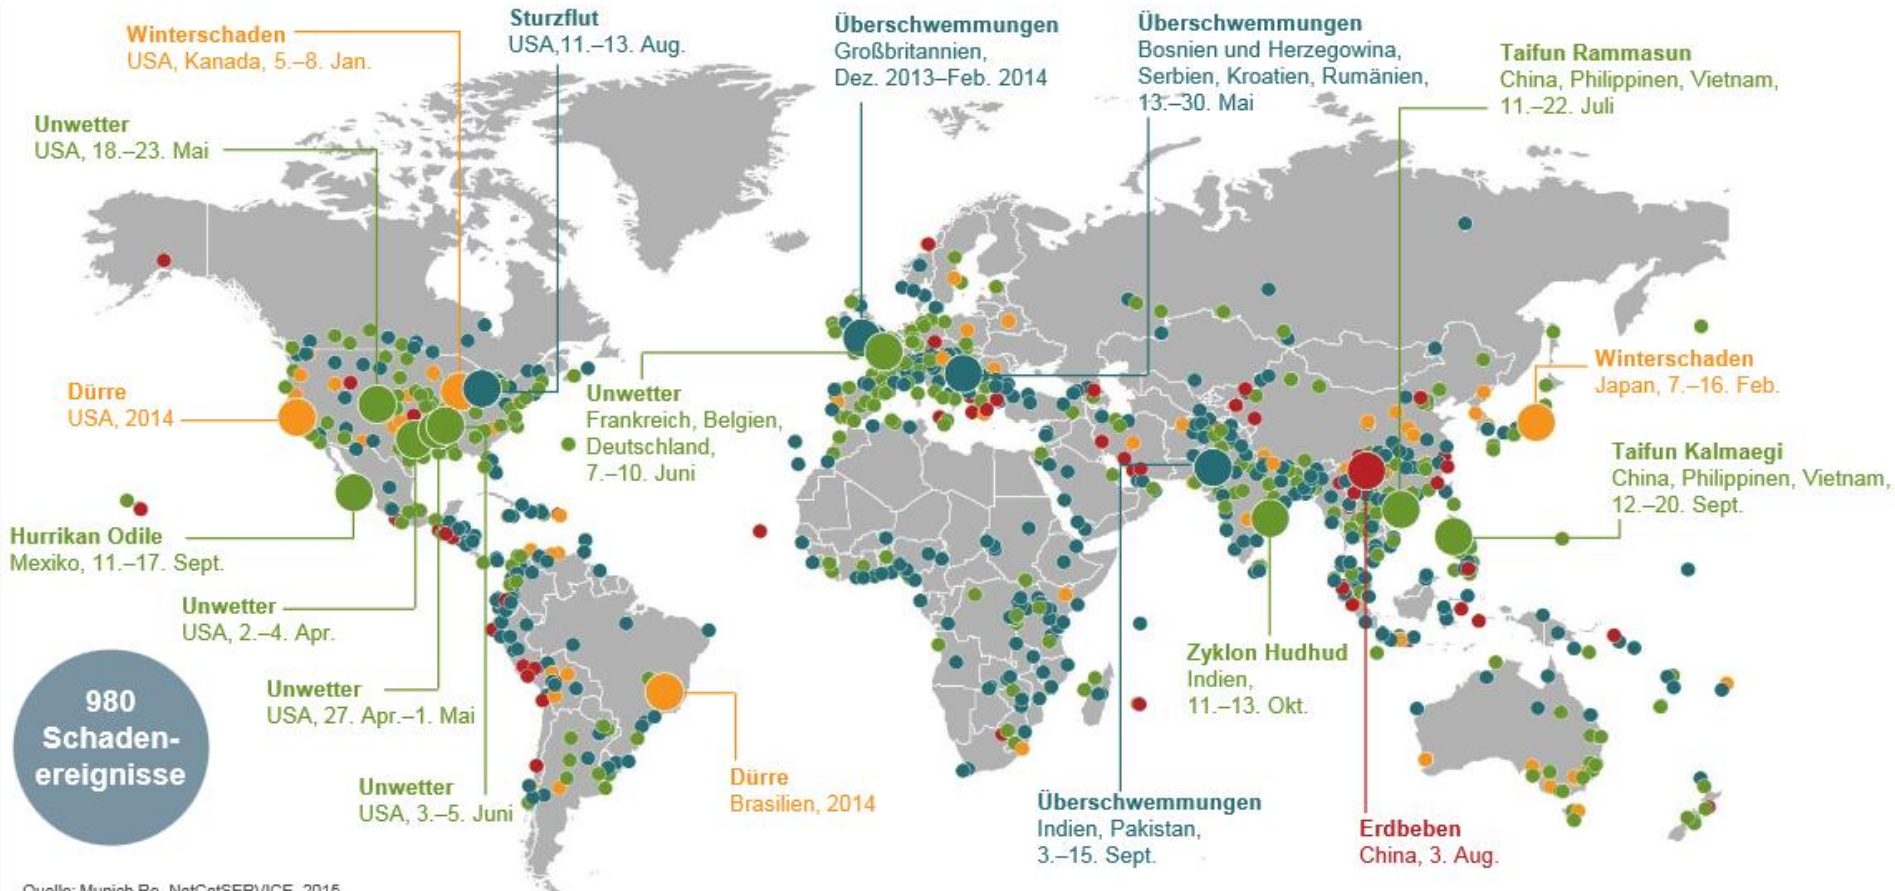 Winterschaden
USA, Kanada, 5.–8. Jan.
Sturzflut
USA,11.–13. Aug.
Überschwemmungen
Großbritannien,
Dez. 2013–Feb. 2014
Überschwemmungen
Bosnien und Herzegowina,
Serbien, Kroatien, Rumänien,
13.–30. Mai
Taifun Rammasun
China, Philippinen, Vietnam,
11.–22. Juli
Unwetter
USA, 18.–23. Mai
Dürre
USA, 2014
Unwetter
Frankreich, Belgien,
Deutschland,
7.–10. Juni
Winterschaden
Japan, 7.–16. Feb.
Taifun Kalmaegi
China, Philippinen, Vietnam,
12.–20. Sept.
Hurrikan Odile
Mexiko, 11.–17. Sept.
Unwetter
USA, 2.–4. Apr.
Unwetter
USA, 27. Apr.–1. Mai
Unwetter
USA, 3.–5. Juni
Zyklon Hudhud
Indien,
11.–13. Okt.
Dürre
Brasilien, 2014
Überschwemmungen
Indien, Pakistan,
3.–15. Sept.
Erdbeben
China, 3. Aug.
980
Schaden-
ereignisse
Quelle: Munich Re, NatCatSERVICE, 2015